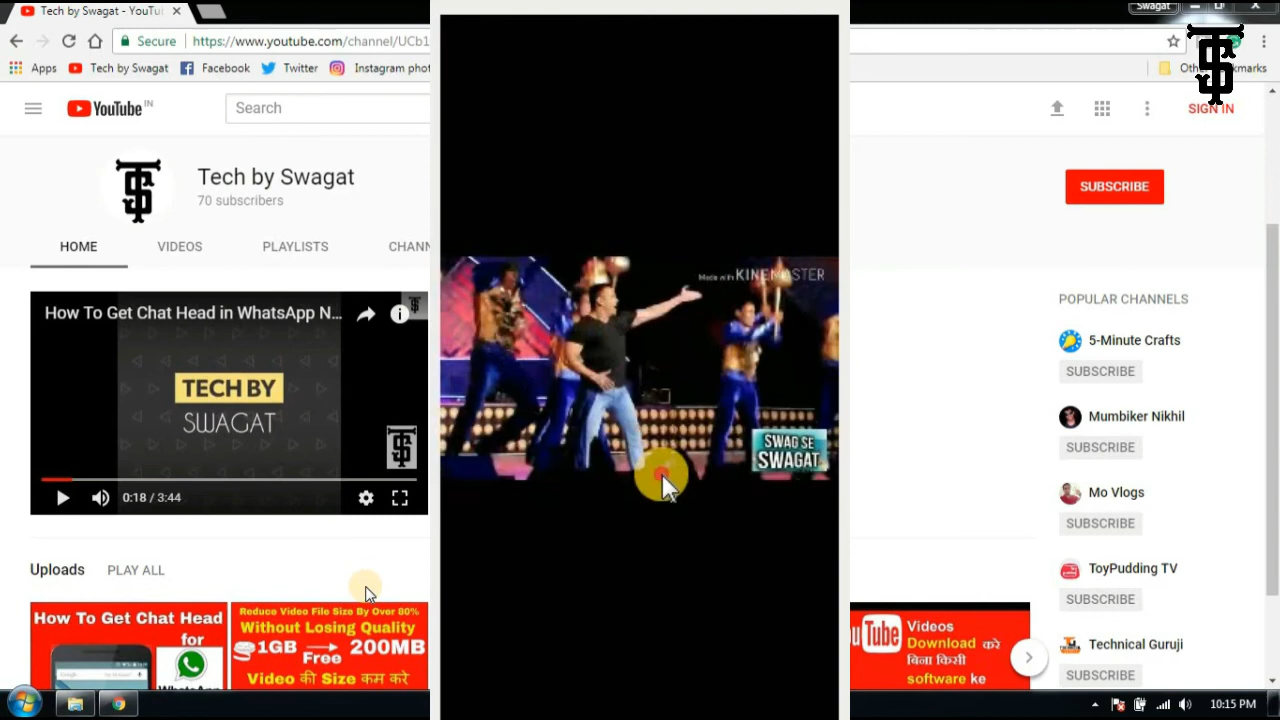 Tech by Swagat - YouTu
Swagat
Secure
https://www.youtube.com/channel/UCb1
Apps
Tech by Swagat
Facebook
Twitter
Instagram phot
YouTube IN
Search
SIGN IN
Tech by Swagat
70 subscribers
SUBSCRIBE
HOME
VIDEOS
PLAYLISTS
CHANN
How To Get Chat Head in WhatsApp N...
TECH BY
SWAGAT
0:18 / 3:44
Made with KINEMASTER
SWAG SE
SWAGAT
POPULAR CHANNELS
5-Minute Crafts
SUBSCRIBE
Mumbiker Nikhil
SUBSCRIBE
Mo Vlogs
SUBSCRIBE
ToyPudding TV
SUBSCRIBE
Technical Guruji
SUBSCRIBE
Uploads
PLAY ALL
How To Get Chat Head
for
Reduce Video File Size By Over 80%
Without Losing Quality
1GB → 200MB
Free
Video की Size कम करे
uTube
Videos
Download करे
बिना किसी
software के
10:15 PM